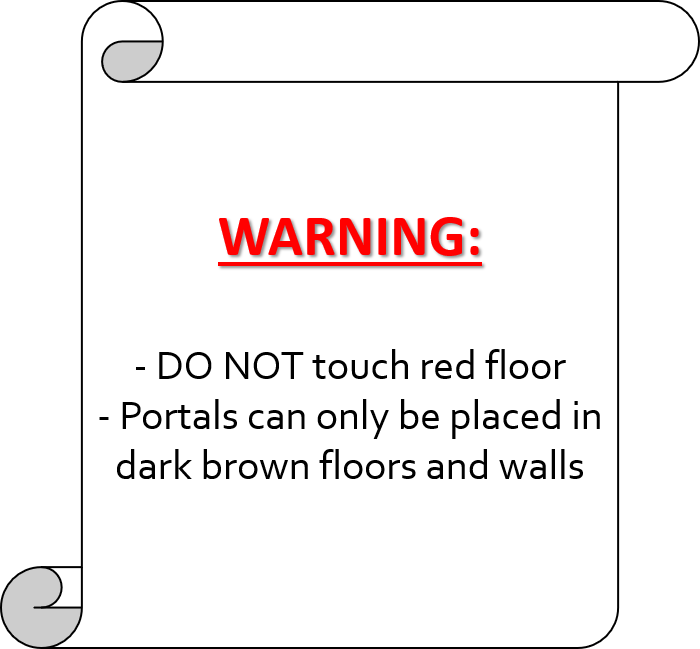 WARNING:
- DO NOT touch red floor
- Portals can only be placed in
dark brown floors and walls